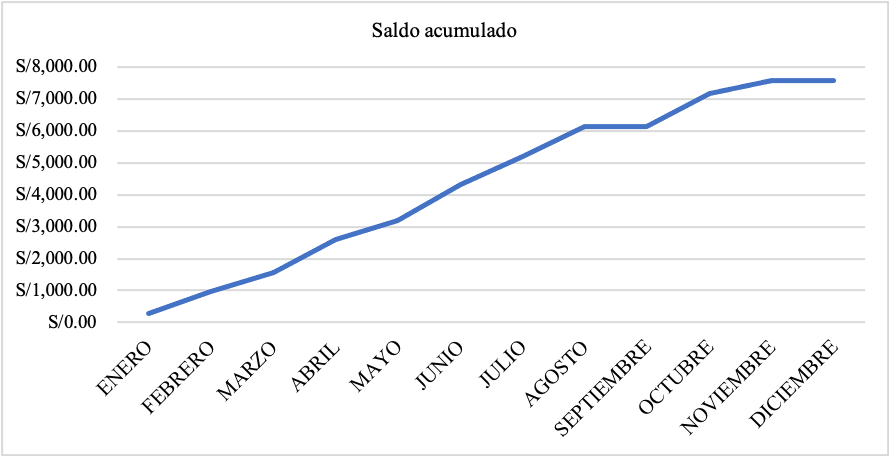 Saldo acumulado
S/8,000.00
S/7,000.00
S/6,000.00
S/5,000.00
S/4,000.00
S/3,000.00
S/2,000.00
S/1,000.00
S/0.00
ENERO
FEBRERO
MARZO
ABRIL
MAYO
JUNIO
JULIO
AGOSTO
SEPTIEMBRE
OCTUBRE
NOVIEMBRE
DICIEMBRE